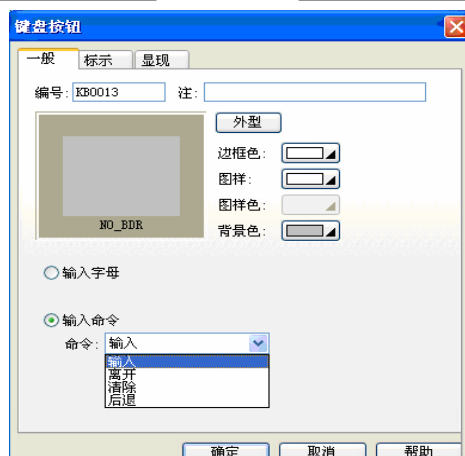 键盘按钮
一般 标示 显现
编号: KB0013 注:
外型
边框色:
图样:
图样色:
背景色:
NO_BDR
输入字母
输入命令
命令: 输入
输入
离开
清除
后退
确定 取消 帮助